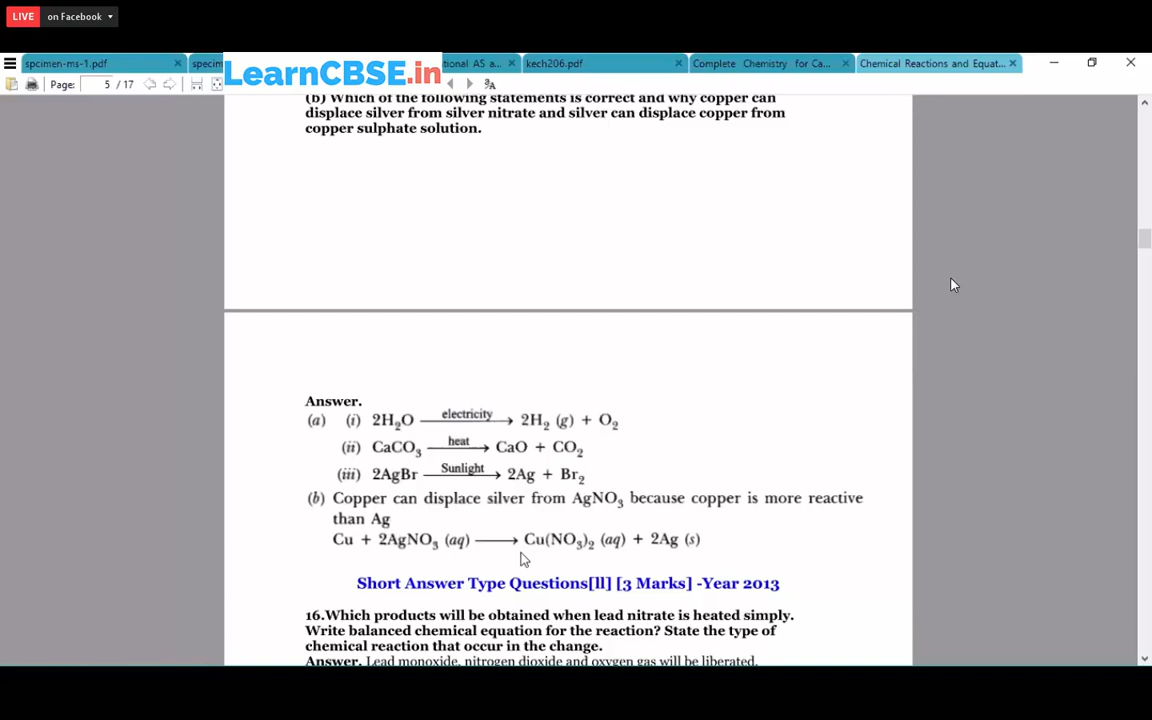 LIVE on Facebook
spcimen-ms-1.pdf
specim
LearnCBSE.in
tional AS a...
kech206.pdf
Complete Chemistry for Ca...
Chemical Reactions and Equat...
Page: 5 / 17
(b) Which of the following statements is correct and why copper can
displace silver from silver nitrate and silver can displace copper from
copper sulphate solution.
Answer.
(a) (i) 2H₂O —electricity→ 2H₂ (g) + O₂
(ii) CaCO₃ —heat→ CaO + CO₂
(iii) 2AgBr —Sunlight→ 2Ag + Br₂
(b) Copper can displace silver from AgNO₃ because copper is more reactive
than Ag
Cu + 2AgNO₃ (aq) ⟶ Cu(NO₃)₂ (aq) + 2Ag (s)
Short Answer Type Questions[ll] [3 Marks] -Year 2013
16.Which products will be obtained when lead nitrate is heated simply.
Write balanced chemical equation for the reaction? State the type of
chemical reaction that occur in the change.
Answer. Lead monoxide, nitrogen dioxide and oxygen gas will be liberated.